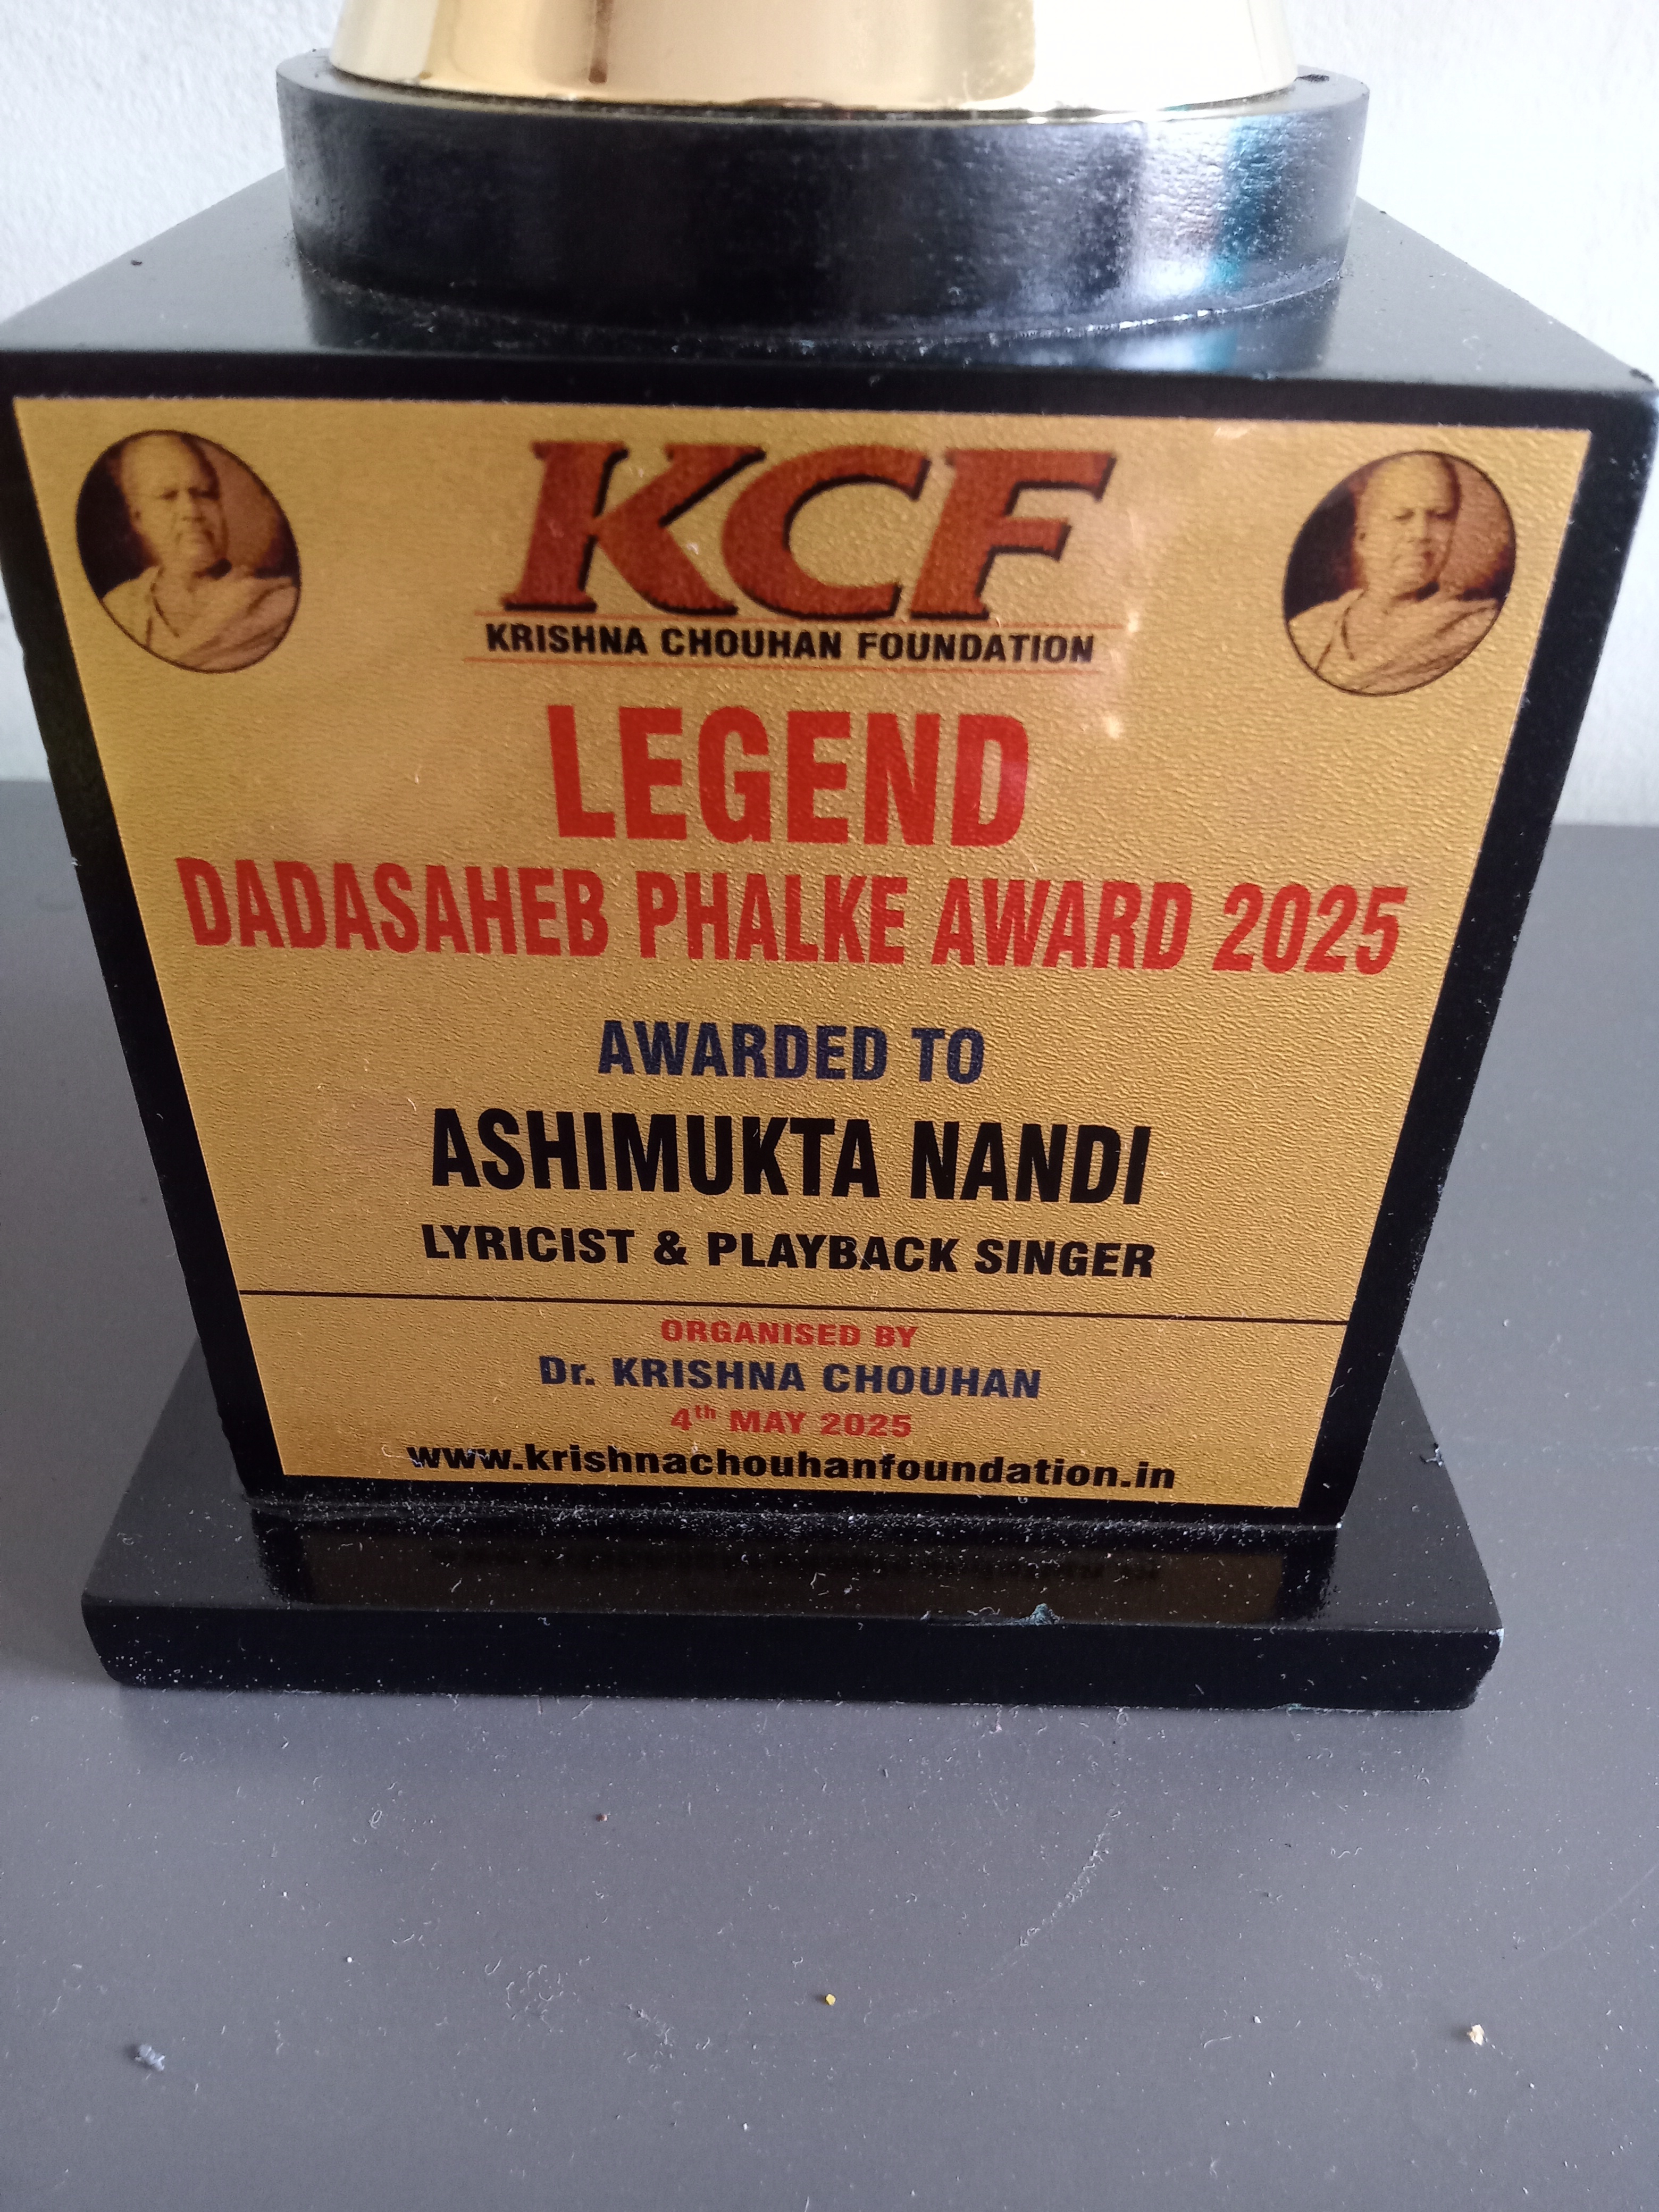 KCF
KRISHNA CHOUHAN FOUNDATION
LEGEND
DADASAHEB PHALKE AWARD 2025
AWARDED TO
ASHIMUKTA NANDI
LYRICIST & PLAYBACK SINGER
ORGANISED BY
Dr. KRISHNA CHOUHAN
4th MAY 2025
www.krishnachouhanfoundation.in